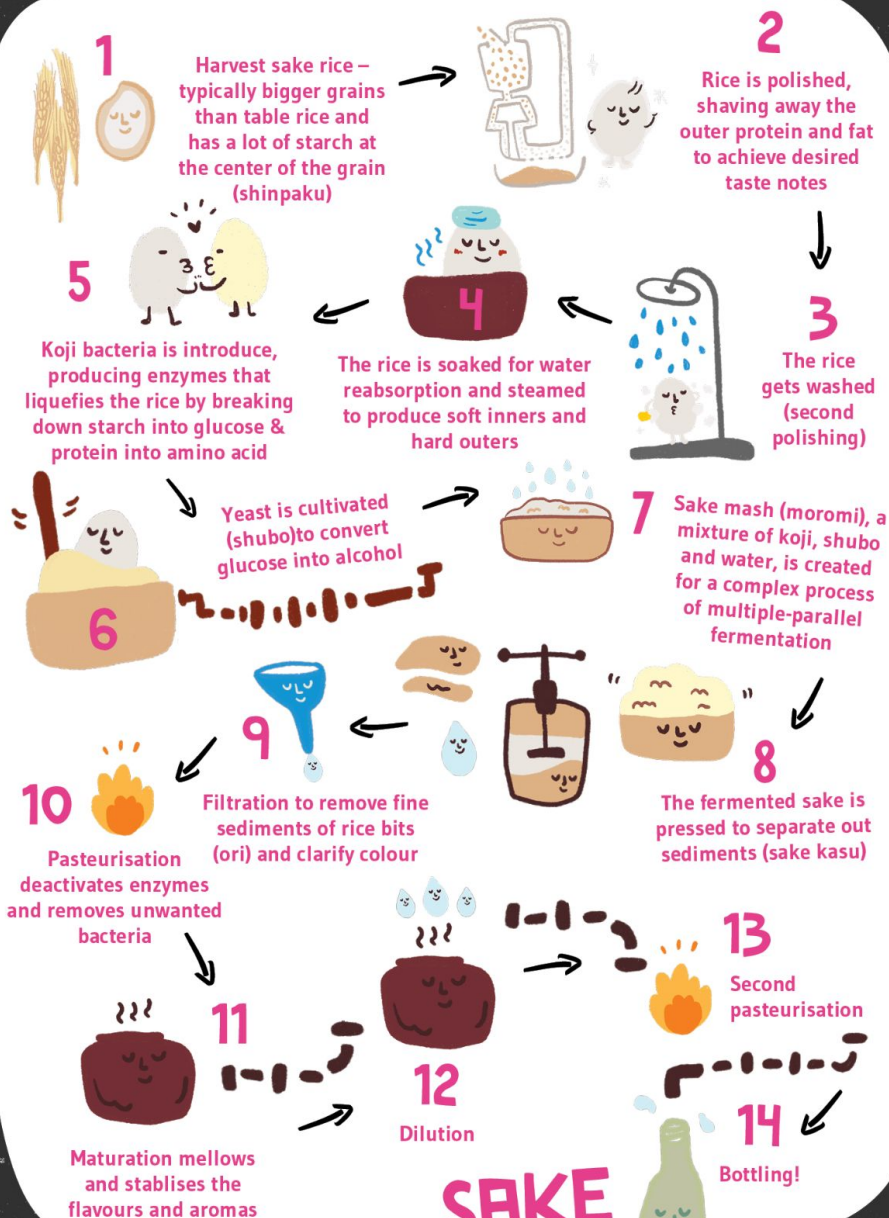 1
Harvest sake rice –
typically bigger grains
than table rice and
has a lot of starch at
the center of the grain
(shinpaku)
2
Rice is polished,
shaving away the
outer protein and fat
to achieve desired
taste notes
3
The rice
gets washed
(second
polishing)
4
The rice is soaked for water
reabsorption and steamed
to produce soft inners and
hard outers
5
Koji bacteria is introduce,
producing enzymes that
liquefies the rice by breaking
down starch into glucose &
protein into amino acid
6
Yeast is cultivated
(shubo)to convert
glucose into alcohol
7
Sake mash (moromi), a
mixture of koji, shubo
and water, is created
for a complex process
of multiple-parallel
fermentation
8
The fermented sake is
pressed to separate out
sediments (sake kasu)
9
Filtration to remove fine
sediments of rice bits
(ori) and clarify colour
10
Pasteurisation
deactivates enzymes
and removes unwanted
bacteria
11
Maturation mellows
and stablises the
flavours and aromas
12
Dilution
13
Second
pasteurisation
14
Bottling!
SAKE